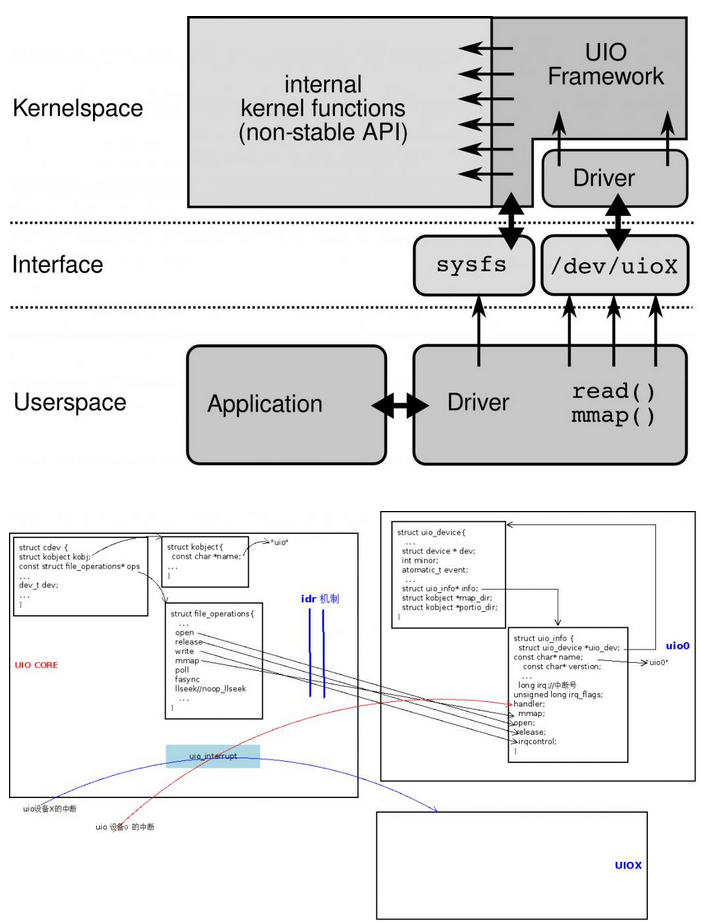 Kernelspace
internal
kernel functions
(non-stable API)
UIO
Framework
Driver
Interface
sysfs
/dev/uioX
Userspace
Application
Driver
read()
mmap()
struct cdev {
struct kobject kobj;
const struct file_operations* ops
...
dev_t dev;
...
}
struct kobject{
const char *name;
...
}
"uio"
struct file_operations{
...
open
release
write
mmap
poll
fasync
llseek//noop_llseek
...
}
idr 机制
UIO CORE
uio_interrupt
uio设备X的中断
uio 设备0 的中断
struct uio_device{
...
struct device * dev;
int minor;
atomatic_t event;
...
struct uio_info* info;
struct kobject *map_dir;
struct kobject *portio_dir;
}
struct uio_info {
struct uio_device *uio_dev;
const char* name;
const char* verstion;
...
long irq;//中断号
unsigned long irq_flags;
handler;
mmap;
open;
release;
irqcontrol;
}
uio0
"uio0"
UIOX